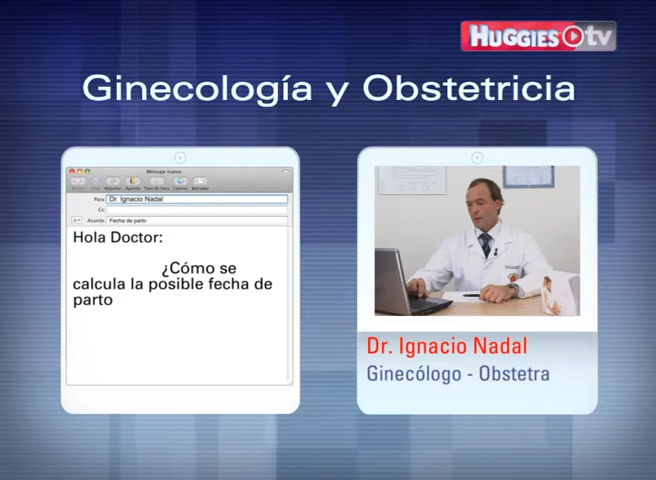 HUGGIES tv
Ginecología y Obstetricia
Mensaje nuevo
Para: Dr. Ignacio Nadal
Cc:
Asunto: Fecha de parto
Hola Doctor:
¿Cómo se
calcula la posible fecha de
parto
Dr. Ignacio Nadal
Ginecólogo - Obstetra